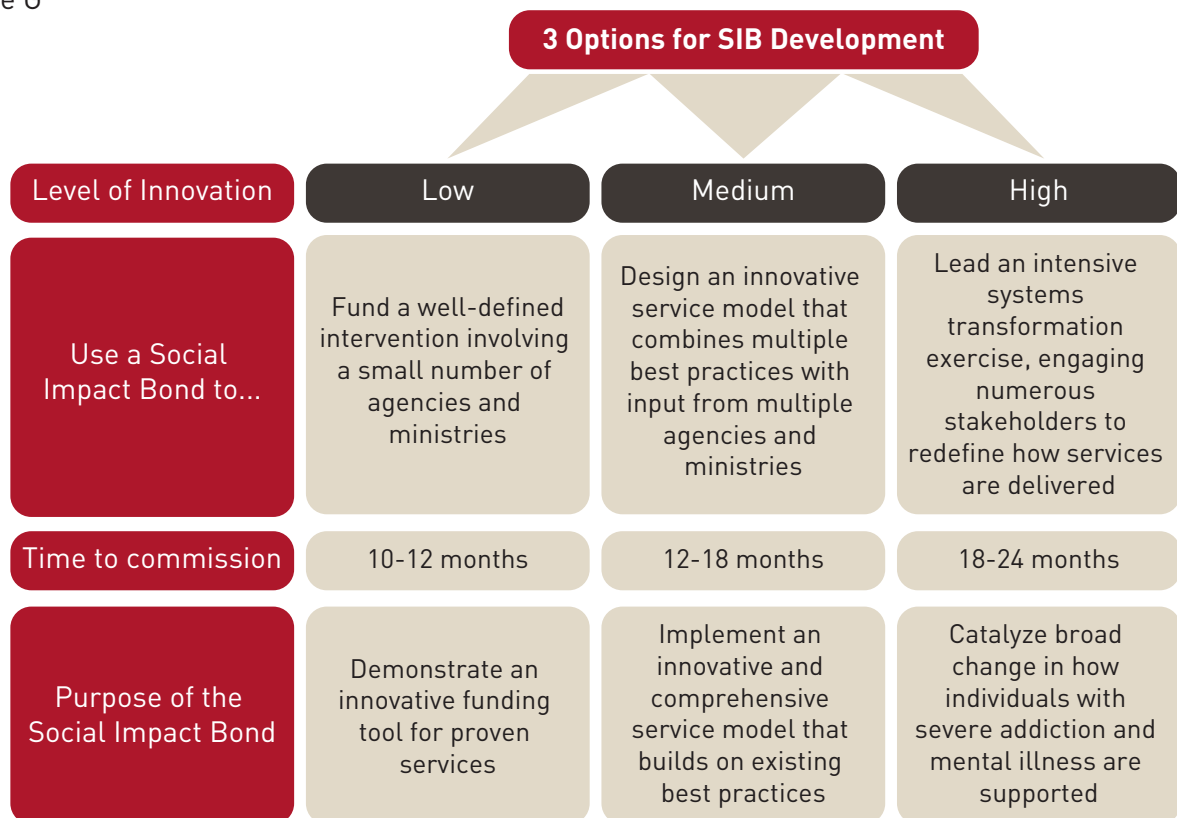 3 Options for SIB Development
Level of Innovation
Low
Medium
High
Use a Social
Impact Bond to...
Fund a well-defined
intervention involving
a small number of
agencies and
ministries
Design an innovative
service model that
combines multiple
best practices with
input from multiple
agencies and
ministries
Lead an intensive
systems
transformation
exercise, engaging
numerous
stakeholders to
redefine how services
are delivered
Time to commission
10-12 months
12-18 months
18-24 months
Purpose of the
Social Impact Bond
Demonstrate an
innovative funding
tool for proven
services
Implement an
innovative and
comprehensive
service model that
builds on existing
best practices
Catalyze broad
change in how
individuals with
severe addiction and
mental illness are
supported